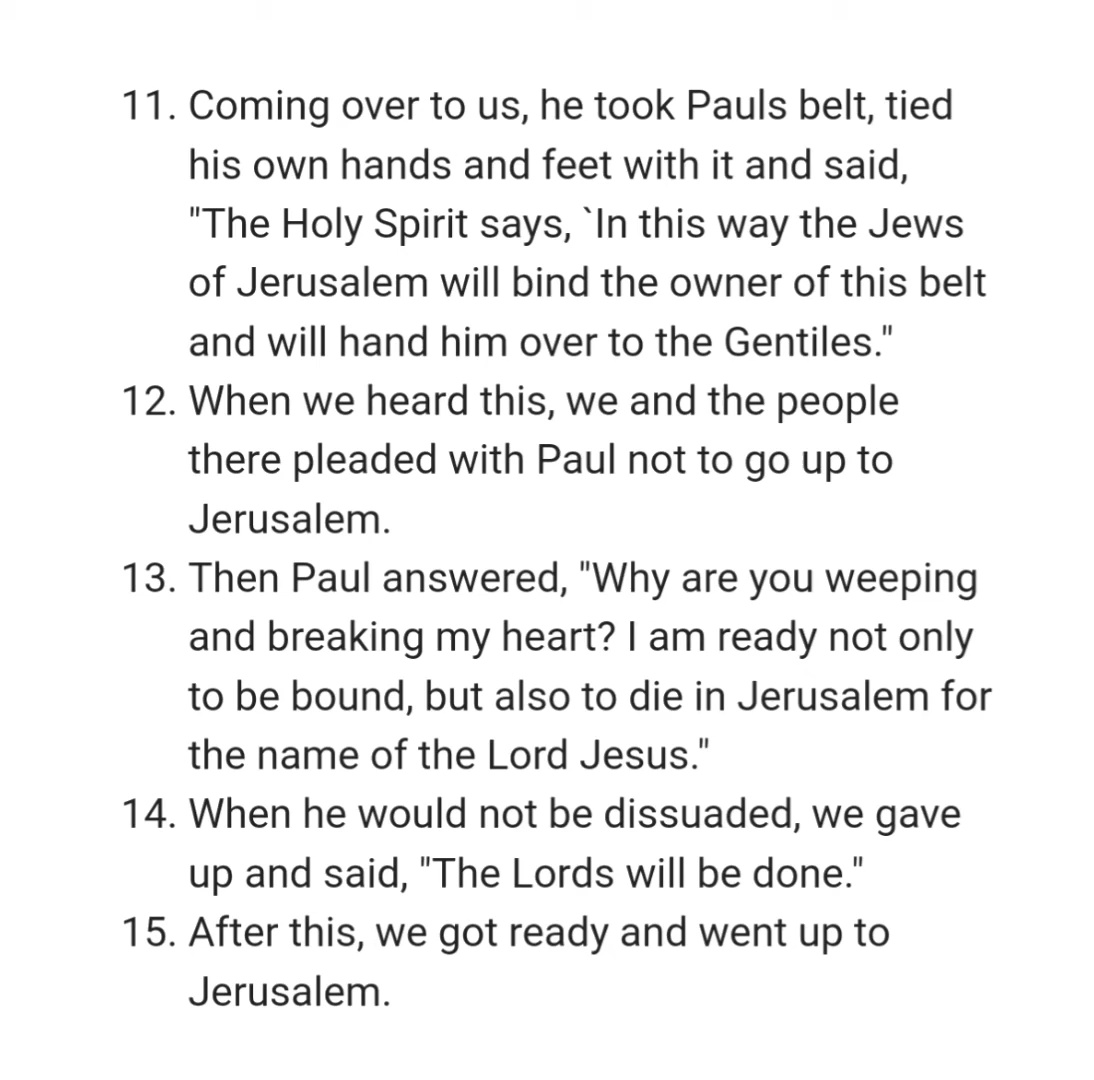 11. Coming over to us, he took Pauls belt, tied
his own hands and feet with it and said,
"The Holy Spirit says, `In this way the Jews
of Jerusalem will bind the owner of this belt
and will hand him over to the Gentiles."
12. When we heard this, we and the people
there pleaded with Paul not to go up to
Jerusalem.
13. Then Paul answered, "Why are you weeping
and breaking my heart? I am ready not only
to be bound, but also to die in Jerusalem for
the name of the Lord Jesus."
14. When he would not be dissuaded, we gave
up and said, "The Lords will be done."
15. After this, we got ready and went up to
Jerusalem.